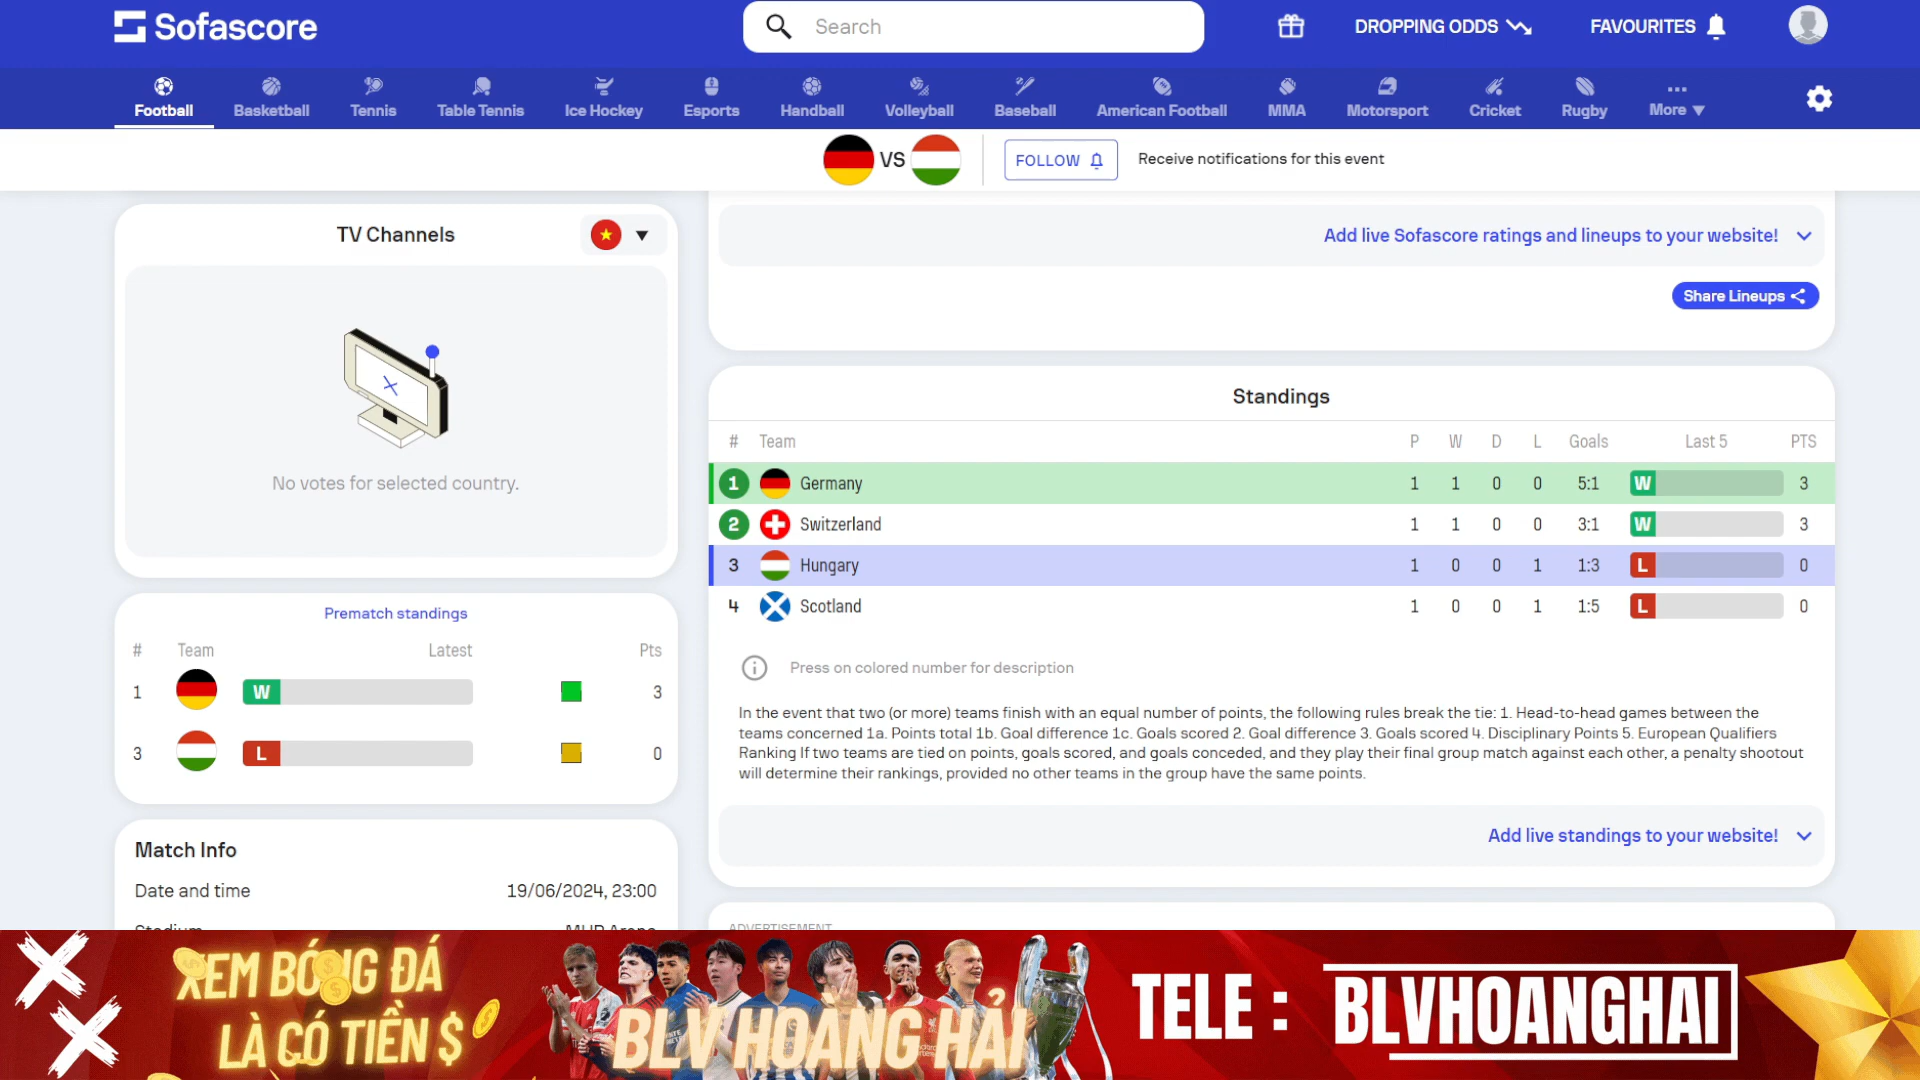 Sofascore
Search
DROPPING ODDS
FAVOURITES
Football
Basketball
Tennis
Table Tennis
Ice Hockey
Esports
Handball
Volleyball
Baseball
American Football
MMA
Motorsport
Cricket
Rugby
More ▼
VS
FOLLOW
Receive notifications for this event
TV Channels
No votes for selected country.
Prematch standings
# Team Latest Pts
1 W 3
3 L 0
Match Info
Date and time 19/06/2024, 23:00
Stadium MHP Arena
Add live Sofascore ratings and lineups to your website!
Share Lineups
Standings
# Team P W D L Goals Last 5 PTS
1 Germany 1 1 0 0 5:1 W 3
2 Switzerland 1 1 0 0 3:1 W 3
3 Hungary 1 0 0 1 1:3 L 0
4 Scotland 1 0 0 1 1:5 L 0
Press on colored number for description
In the event that two (or more) teams finish with an equal number of points, the following rules break the tie: 1. Head-to-head games between the
teams concerned 1a. Points total 1b. Goal difference 1c. Goals scored 2. Goal difference 3. Goals scored 4. Disciplinary Points 5. European Qualifiers
Ranking If two teams are tied on points, goals scored, and goals conceded, and they play their final group match against each other, a penalty shootout
will determine their rankings, provided no other teams in the group have the same points.
Add live standings to your website!
ADVERTISEMENT
XEM BÓNG ĐÁ
LÀ CÓ TIỀN $
BLV HOANG HẢI
TELE : BLVHOANGHAI